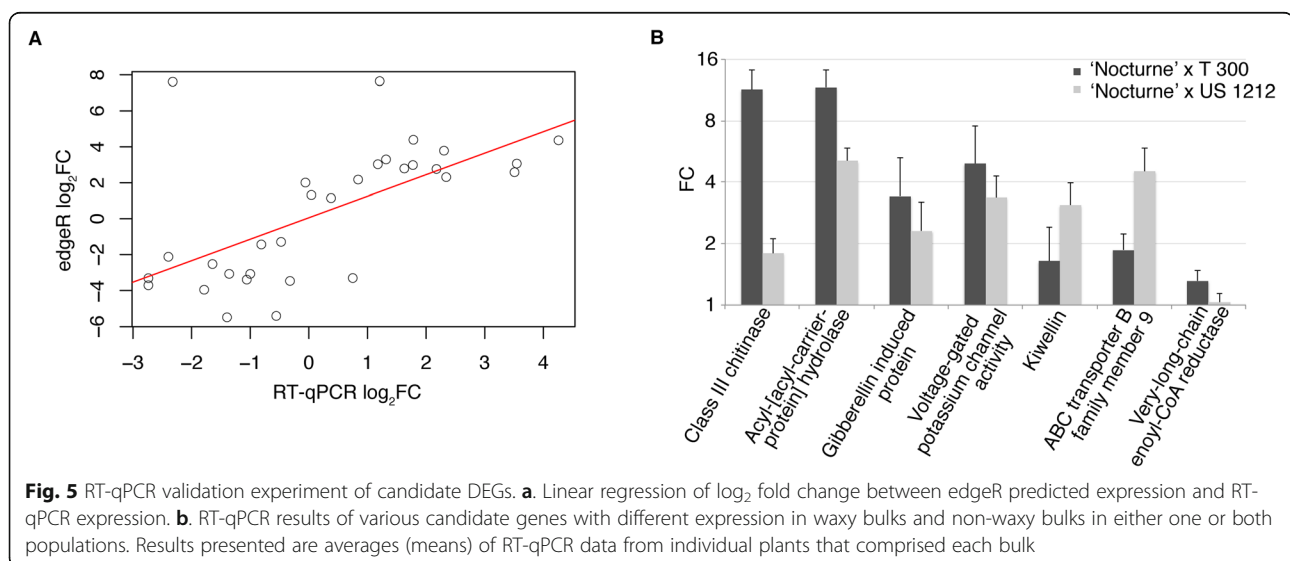 A
8
6
4
2
0
−2
−4
−6
edgeR log₂FC
−3 −2 −1 0 1 2 3 4
RT-qPCR log₂FC
B
16
8
4
2
1
FC
'Nocturne' x T 300
'Nocturne' x US 1212
Class III chitinase
Acyl-[acyl-carrier-
protein] hydrolase
Gibberellin induced
protein
Voltage-gated
potassium channel
activity
Kiwellin
ABC transporter B
family member 9
Very-long-chain
enoyl-CoA reductase
Fig. 5 RT-qPCR validation experiment of candidate DEGs. a. Linear regression of log₂ fold change between edgeR predicted expression and RT-
qPCR expression. b. RT-qPCR results of various candidate genes with different expression in waxy bulks and non-waxy bulks in either one or both
populations. Results presented are averages (means) of RT-qPCR data from individual plants that comprised each bulk